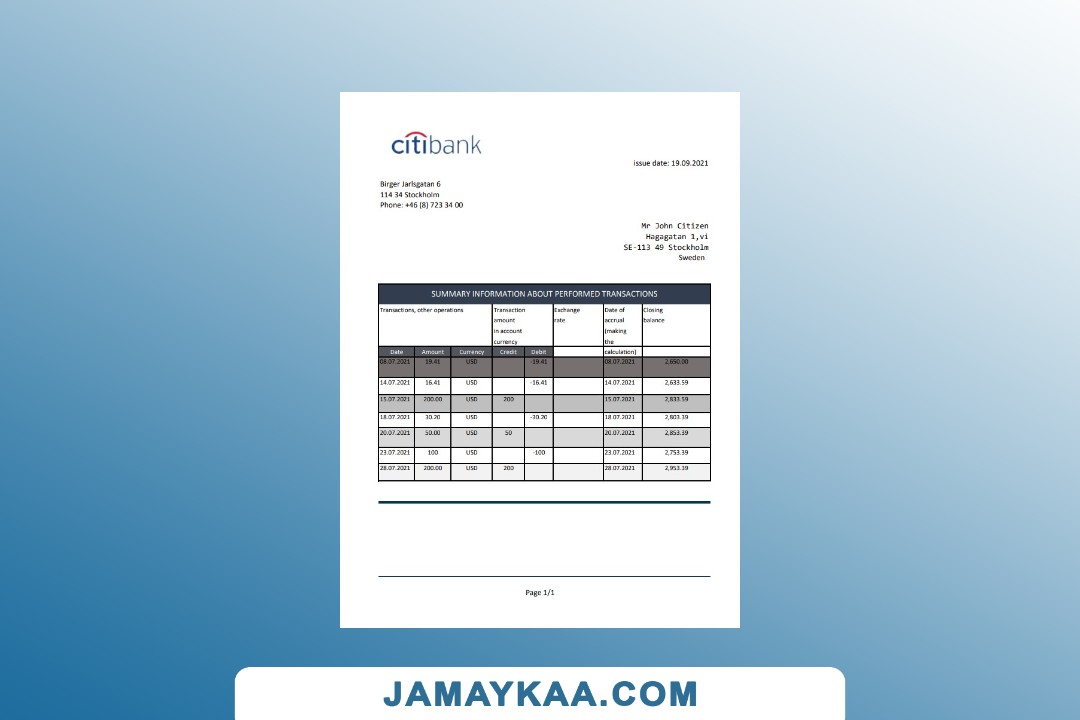 citibank
issue date: 19.09.2021
Birger Jarlsgatan 6
114 34 Stockholm
Phone: +46 (8) 723 34 00
Mr John Citizen
Hagagatan 1,vi
SE-113 49 Stockholm
Sweden
SUMMARY INFORMATION ABOUT PERFORMED TRANSACTIONS
Transactions, other operations
Transaction
amount
in account
currency
Exchange
rate
Date of
accrual
(making
the
calculation)
Closing
balance
Date Amount Currency Credit Debit
08.07.2021 19.41 USD -19.41 08.07.2021 2,650.00
14.07.2021 16.41 USD -16.41 14.07.2021 2,633.59
15.07.2021 200.00 USD 200 15.07.2021 2,833.59
18.07.2021 30.20 USD -30.20 18.07.2021 2,803.39
20.07.2021 50.00 USD 50 20.07.2021 2,853.39
23.07.2021 100 USD -100 23.07.2021 2,753.39
28.07.2021 200.00 USD 200 28.07.2021 2,953.39
Page 1/1
JAMAYKAA.COM